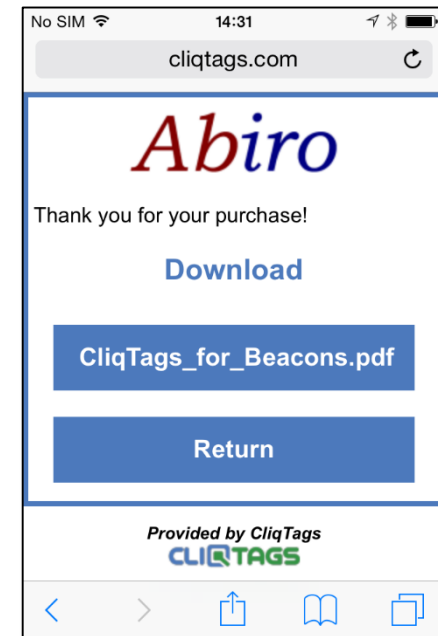 No SIM 14:31
cliqtags.com
Abiro
Thank you for your purchase!
Download
CliqTags_for_Beacons.pdf
Return
Provided by CliqTags
CLIQTAGS